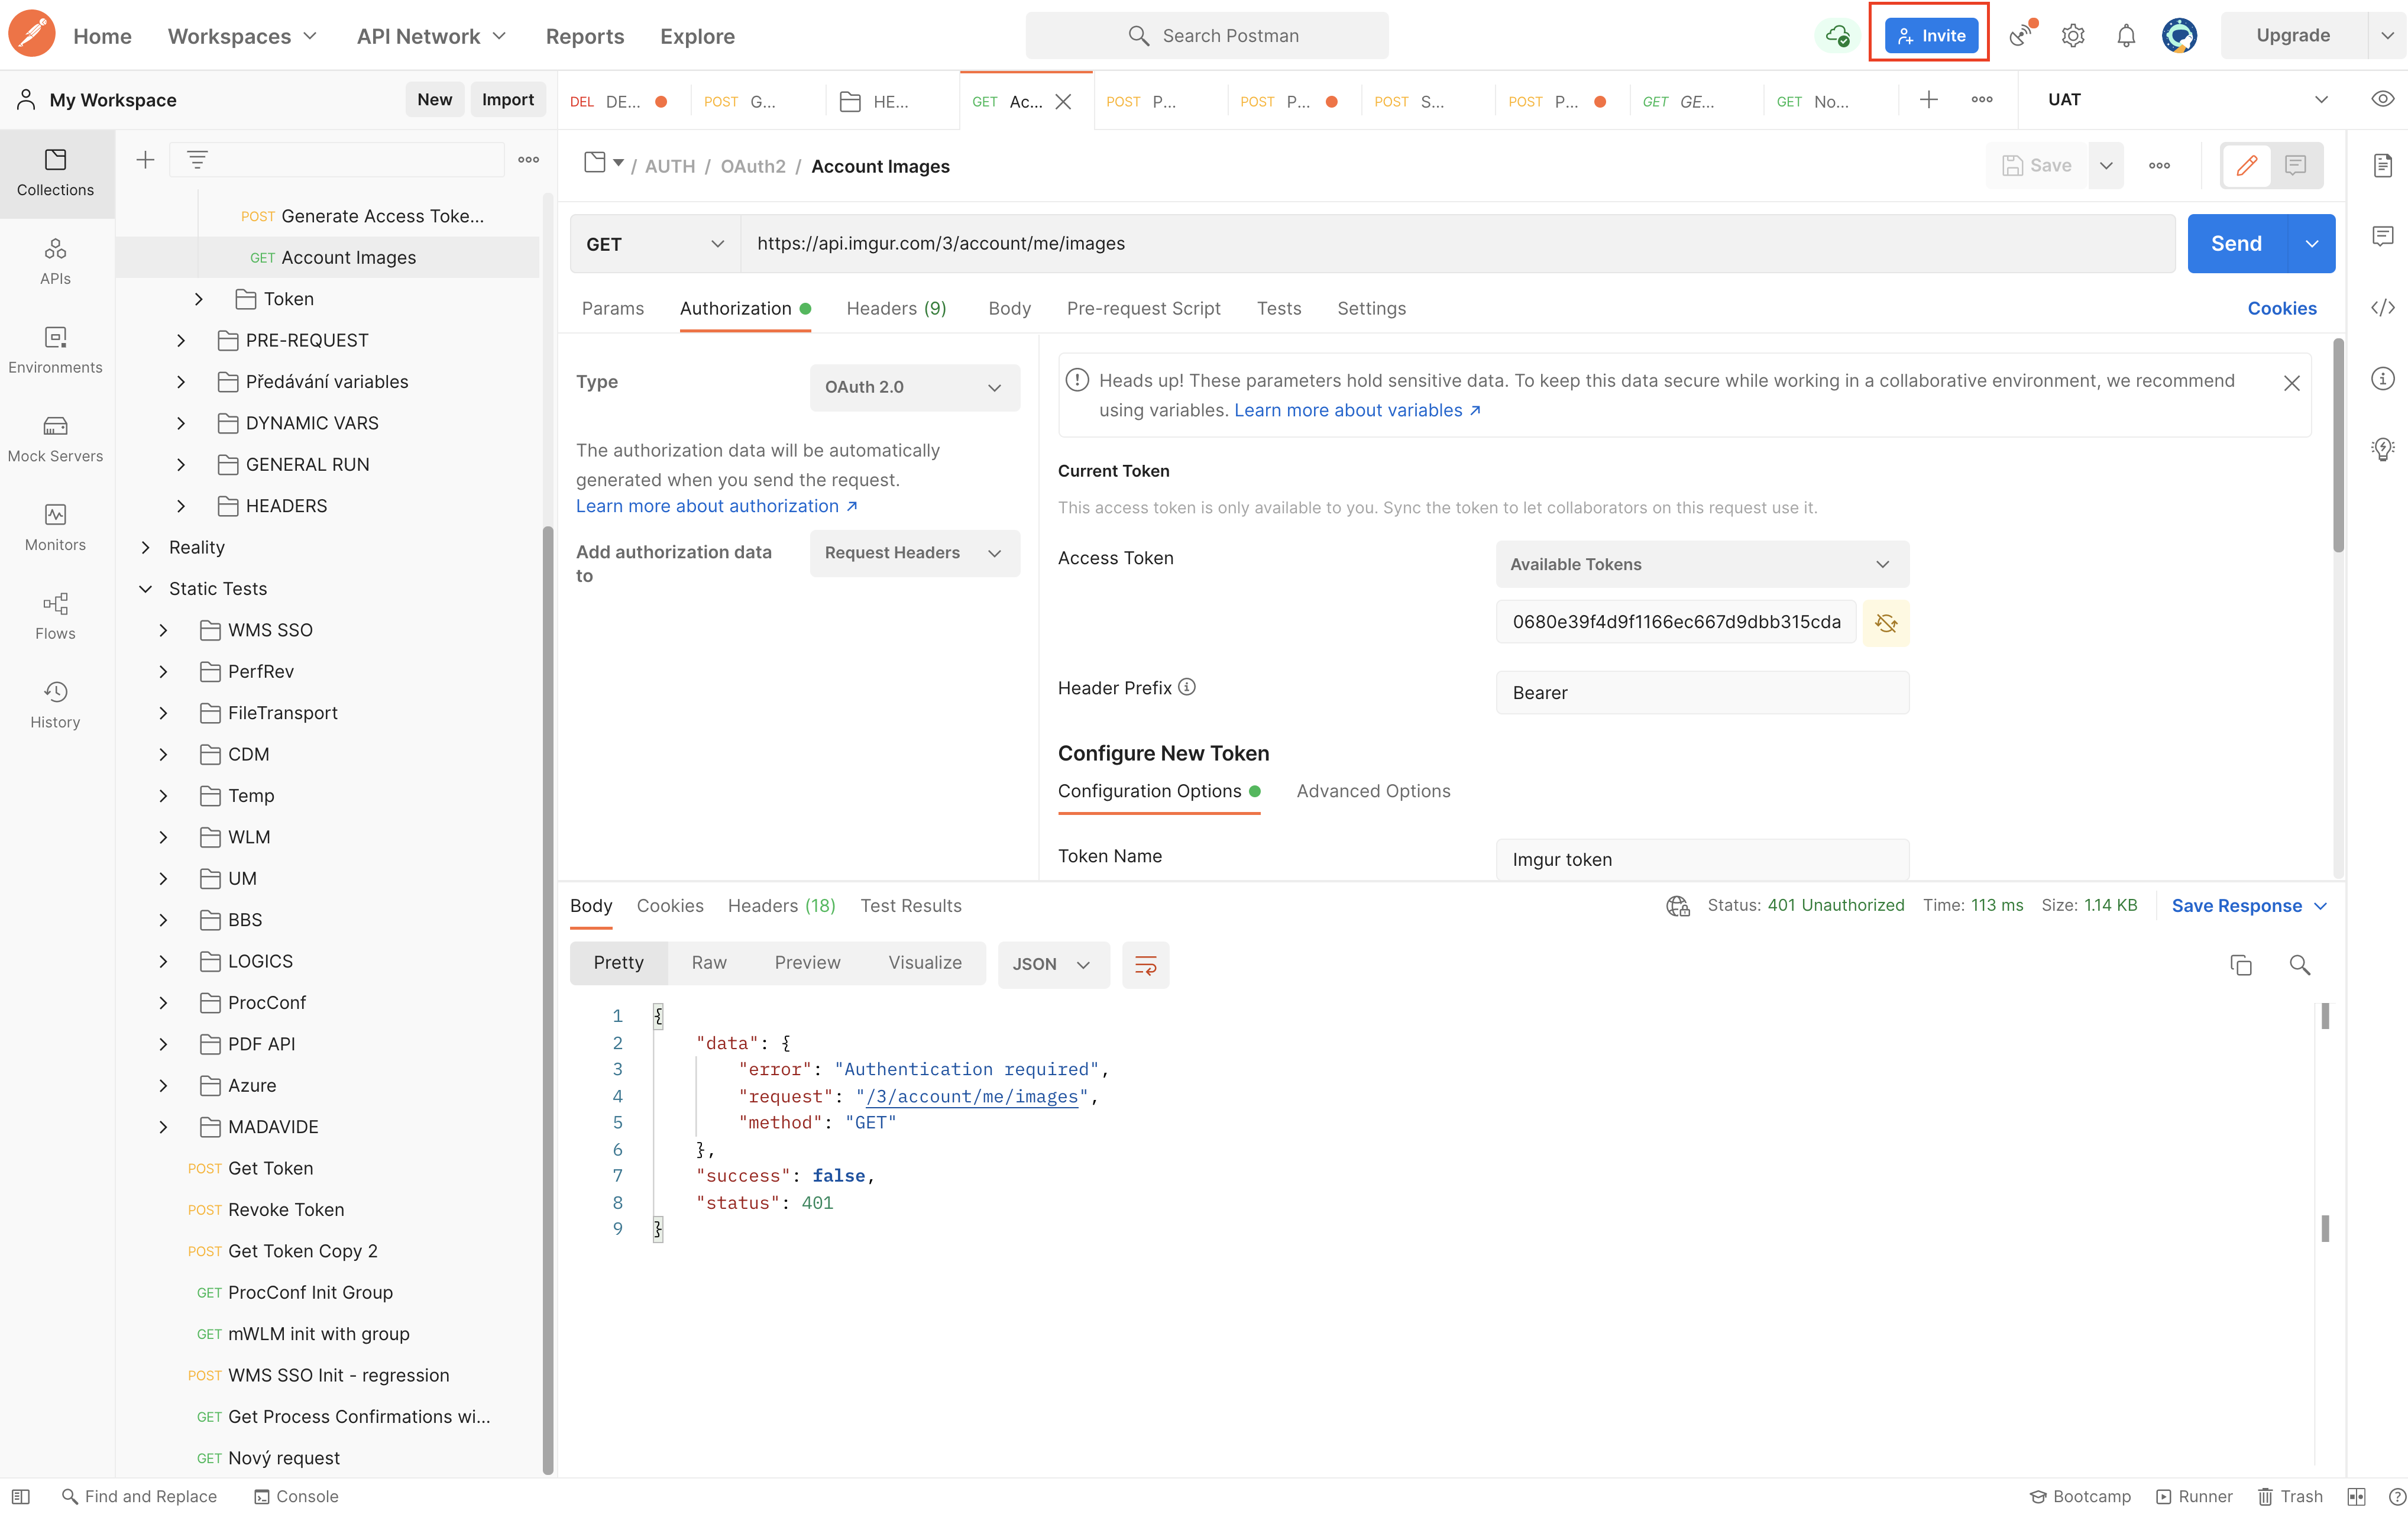 Home Workspaces API Network Reports Explore Search Postman Invite Upgrade
My Workspace New Import
DEL DE... POST G... HE... GET Ac... POST P... POST P... POST S... POST P... GET GE... GET No... UAT
Collections
APIs
Environments
Mock Servers
Monitors
Flows
History
POST Generate Access Toke...
GET Account Images
Token
PRE-REQUEST
Předávání variables
DYNAMIC VARS
GENERAL RUN
HEADERS
Reality
Static Tests
WMS SSO
PerfRev
FileTransport
CDM
Temp
WLM
UM
BBS
LOGICS
ProcConf
PDF API
Azure
MADAVIDE
POST Get Token
POST Revoke Token
POST Get Token Copy 2
GET ProcConf Init Group
GET mWLM init with group
POST WMS SSO Init - regression
GET Get Process Confirmations wi...
GET Nový request
/ AUTH / OAuth2 / Account Images Save
GET https://api.imgur.com/3/account/me/images Send
Params Authorization Headers (9) Body Pre-request Script Tests Settings Cookies
Type OAuth 2.0
The authorization data will be automatically
generated when you send the request.
Learn more about authorization ↗
Add authorization data
to
Request Headers
Heads up! These parameters hold sensitive data. To keep this data secure while working in a collaborative environment, we recommend
using variables. Learn more about variables ↗
Current Token
This access token is only available to you. Sync the token to let collaborators on this request use it.
Access Token Available Tokens
0680e39f4d9f1166ec667d9dbb315cda
Header Prefix Bearer
Configure New Token
Configuration Options Advanced Options
Token Name Imgur token
Body Cookies Headers (18) Test Results Status: 401 Unauthorized Time: 113 ms Size: 1.14 KB Save Response
Pretty Raw Preview Visualize JSON
1 {
2 "data": {
3 "error": "Authentication required",
4 "request": "/3/account/me/images",
5 "method": "GET"
6 },
7 "success": false,
8 "status": 401
9 }
Find and Replace Console Bootcamp Runner Trash